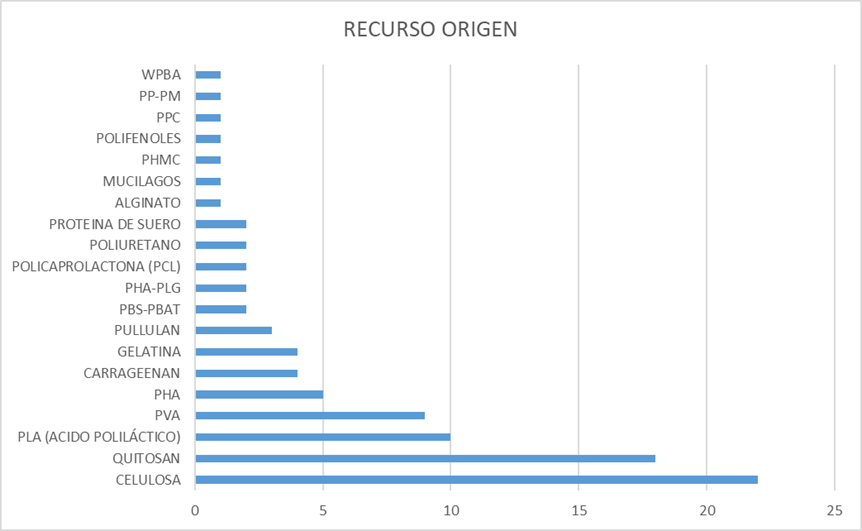 RECURSO ORIGEN
WPBA
PP-PM
PPC
POLIFENOLES
PHMC
MUCILAGOS
ALGINATO
PROTEINA DE SUERO
POLIURETANO
POLICAPROLACTONA (PCL)
PHA-PLG
PBS-PBAT
PULLULAN
GELATINA
CARRAGEENAN
PHA
PVA
PLA (ACIDO POLILÁCTICO)
QUITOSAN
CELULOSA
0 5 10 15 20 25